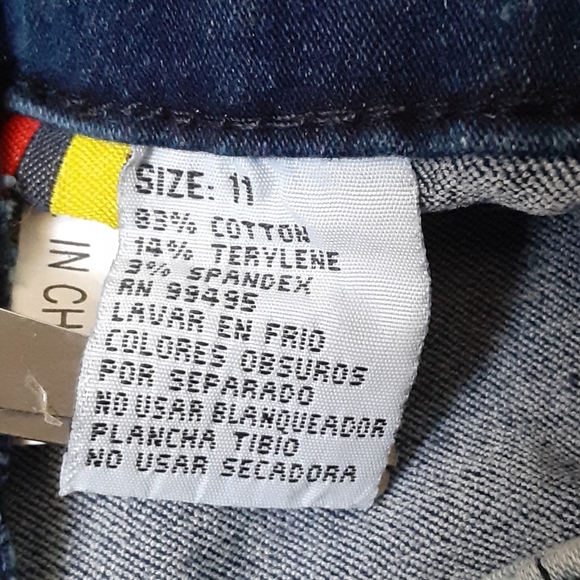 SIZE: 11
83% COTTON
14% TERYLENE
3% SPANDEX
RN 99495
LAVAR EN FRIO
COLORES OBSUROS
POR SEPARADO
NO USAR BLANQUEADOR
PLANCHA TIBIO
NO USAR SECADORA
IN CH